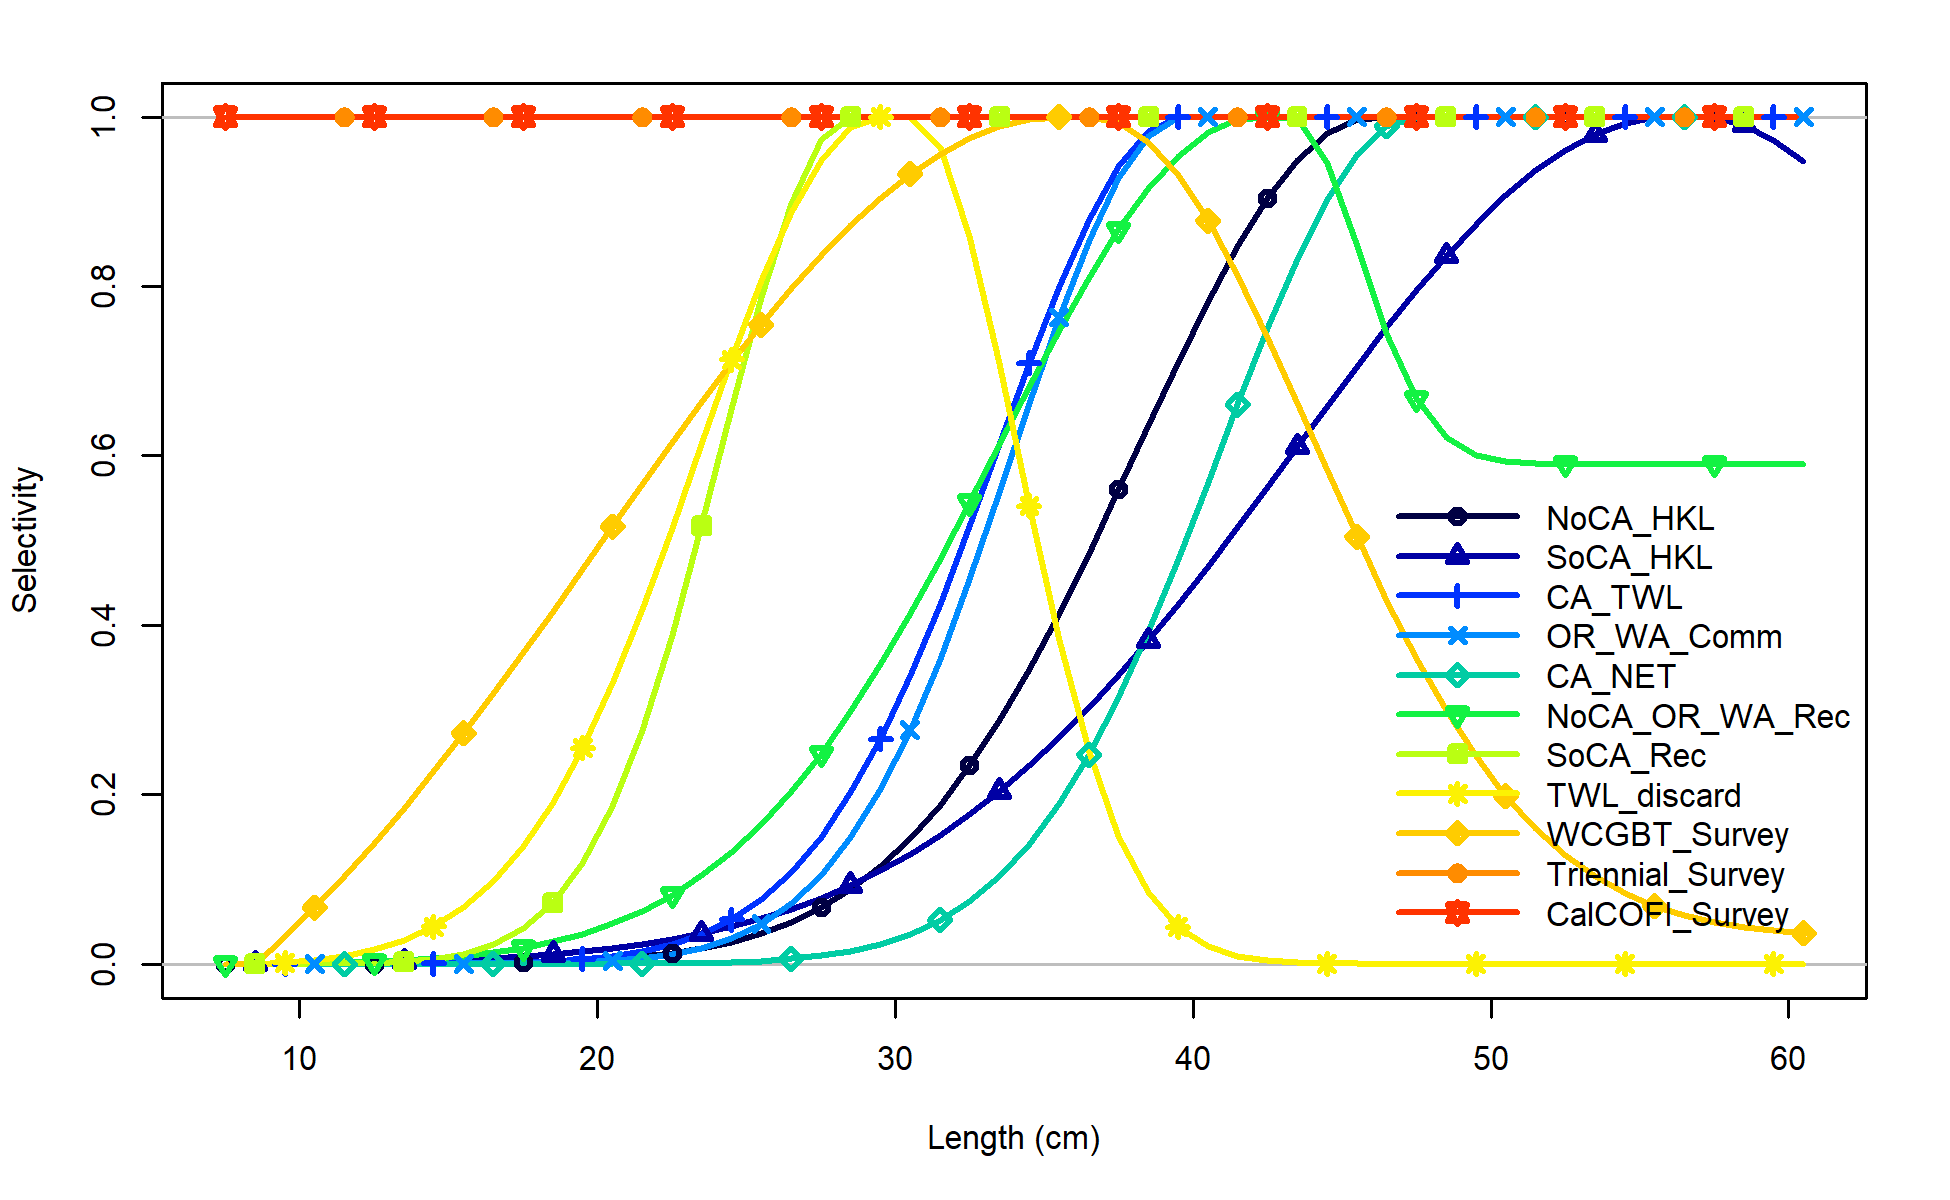 1.0
0.8
0.6
0.4
0.2
0.0
Selectivity
NoCA_HKL
SoCA_HKL
CA_TWL
OR_WA_Comm
CA_NET
NoCA_OR_WA_Rec
SoCA_Rec
TWL_discard
WCGBT_Survey
Triennial_Survey
CalCOFI_Survey
10 20 30 40 50 60
Length (cm)